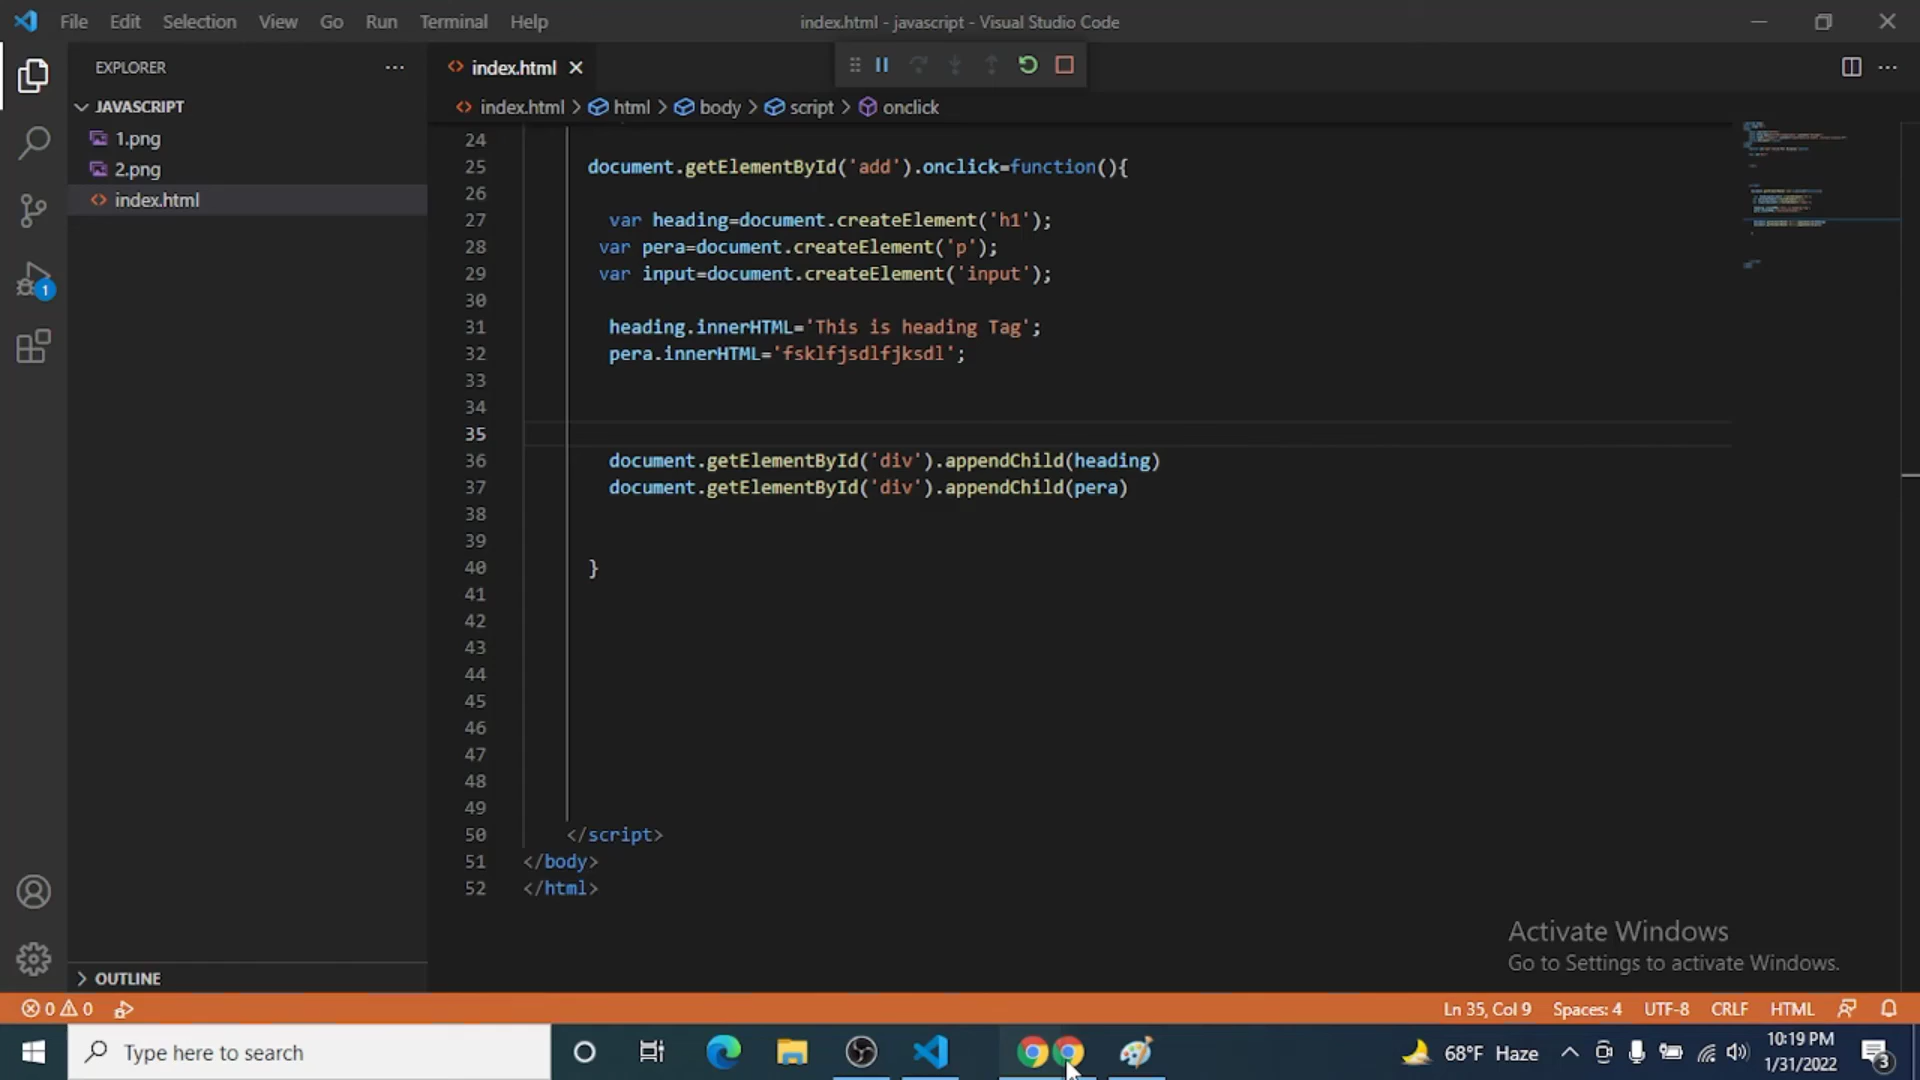 File Edit Selection View Go Run Terminal Help
index.html - javascript - Visual Studio Code
EXPLORER
index.html
JAVASCRIPT
index.html > html > body > script > onclick
1.png
2.png
index.html
24
25 document.getElementById('add').onclick=function(){
26
27 var heading=document.createElement('h1');
28 var pera=document.createElement('p');
29 var input=document.createElement('input');
30
31 heading.innerHTML='This is heading Tag';
32 pera.innerHTML='fsklfjsdlfjksdl';
33
34
35
36 document.getElementById('div').appendChild(heading)
37 document.getElementById('div').appendChild(pera)
38
39
40 }
41
42
43
44
45
46
47
48
49
50 </script>
51 </body>
52 </html>
1
OUTLINE
Activate Windows
Go to Settings to activate Windows.
0 0
Ln 35, Col 9 Spaces: 4 UTF-8 CRLF HTML
Type here to search
68°F Haze
10:19 PM
1/31/2022
3